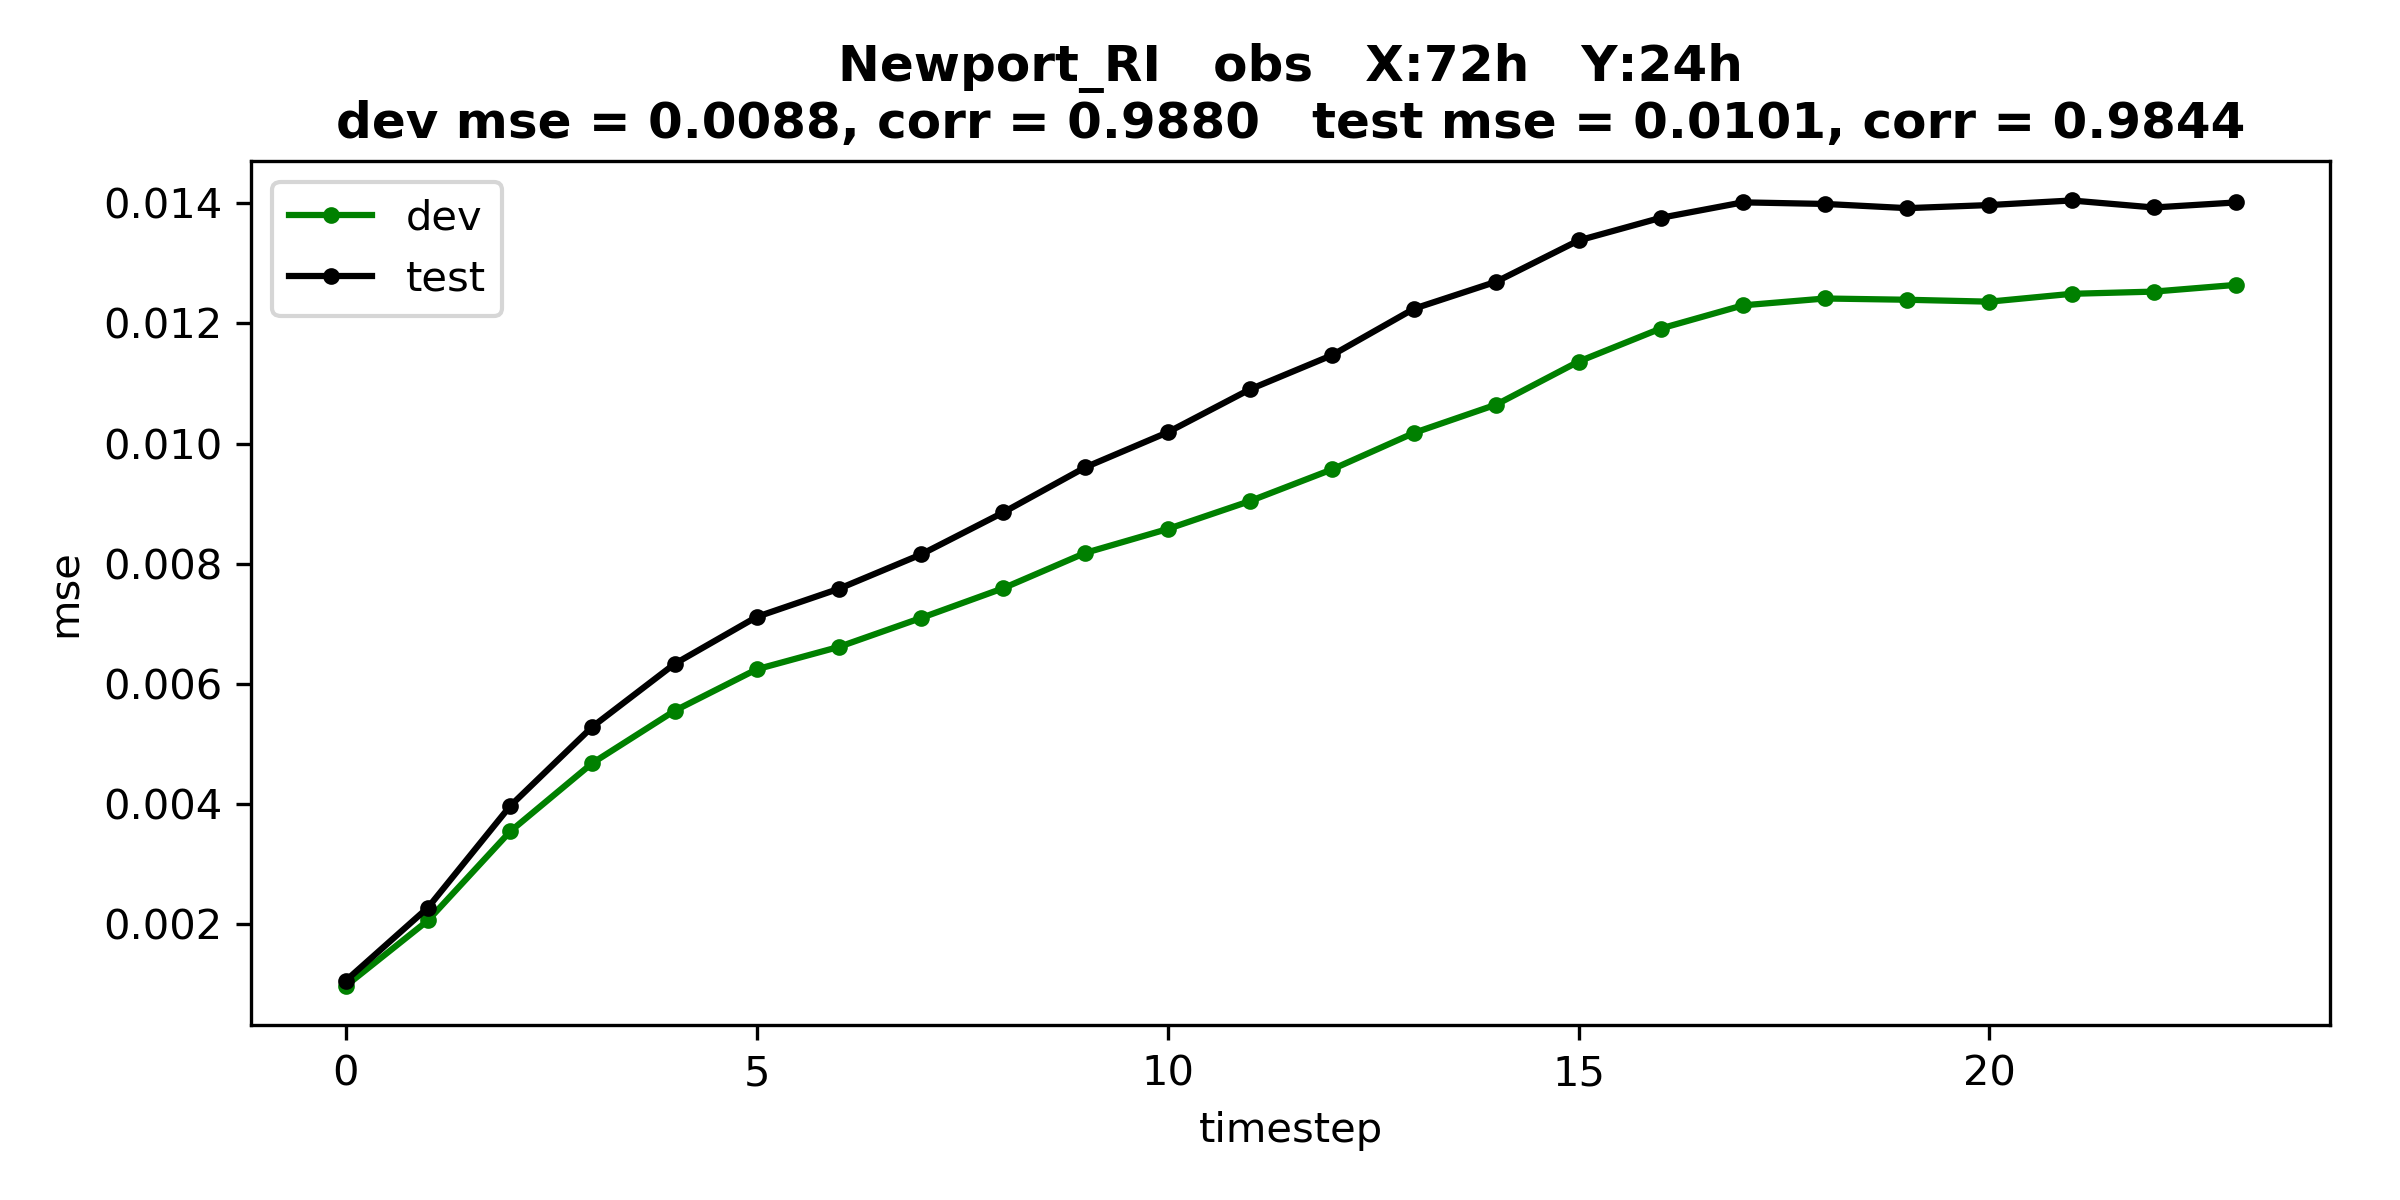 Newport_RI   obs   X:72h   Y:24h
dev mse = 0.0088, corr = 0.9880   test mse = 0.0101, corr = 0.9844
dev
test
0.014
0.012
0.010
0.008
0.006
0.004
0.002
mse
0
5
10
15
20
timestep